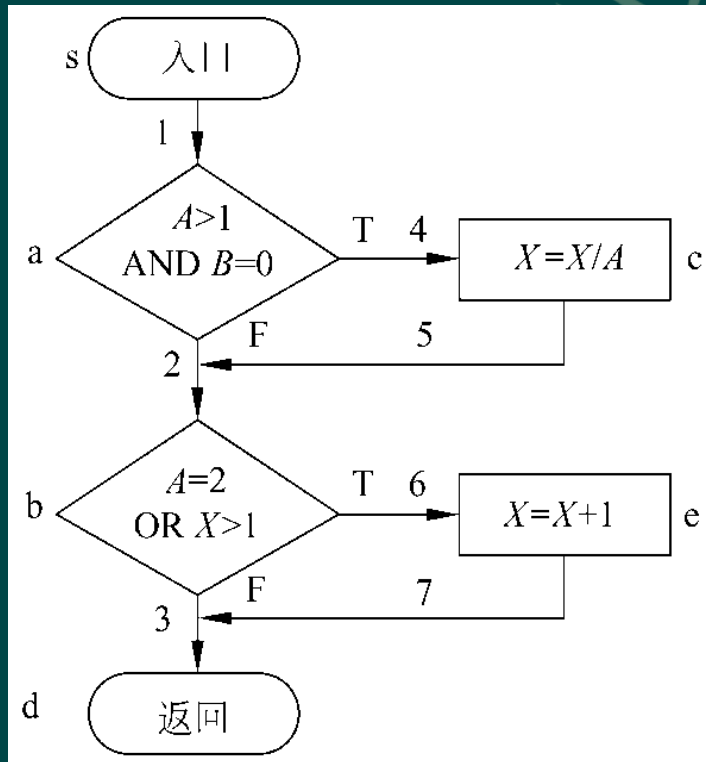 s
入口
1
a
A>1
AND B=0
T 4
X=X/A
c
F
5
2
b
A=2
OR X>1
T 6
X=X+1
e
F
7
3
d
返回